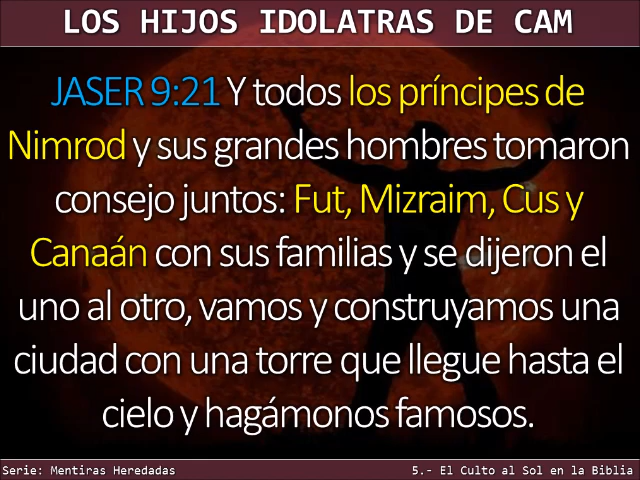 LOS HIJOS IDOLATRAS DE CAM
JASER 9:21 Y todos los príncipes de
Nimrod y sus grandes hombres tomaron
consejo juntos: Fut, Mizraim, Cus y
Canaán con sus familias y se dijeron el
uno al otro, vamos y construyamos una
ciudad con una torre que llegue hasta el
cielo y hagámonos famosos.
Serie: Mentiras Heredadas
5.- El Culto al Sol en la Biblia